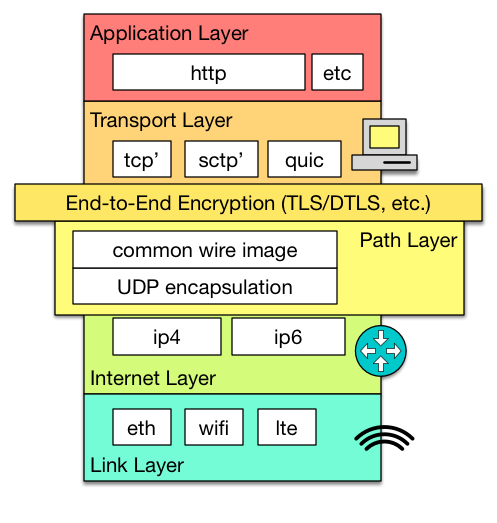 Application Layer
http
etc
Transport Layer
tcp’
sctp’
quic
End-to-End Encryption (TLS/DTLS, etc.)
Path Layer
common wire image
UDP encapsulation
ip4
ip6
Internet Layer
eth
wifi
lte
Link Layer